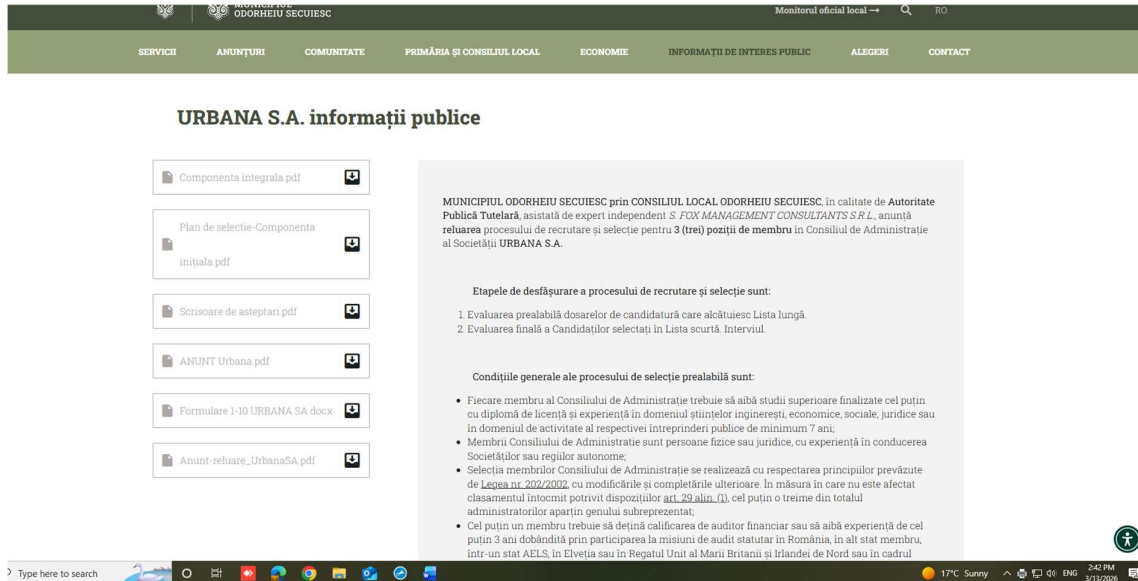 MUNICIPIUL
ODORHEIU SECUIESC
Monitorul oficial local →
RO
SERVICII
ANUNȚURI
COMUNITATE
PRIMĂRIA ȘI CONSILIUL LOCAL
ECONOMIE
INFORMAȚII DE INTERES PUBLIC
ALEGERI
CONTACT
URBANA S.A. informații publice
Componenta integrala.pdf
Plan de selectie-Componenta
inițiala.pdf
Scrisoare de asteptari.pdf
ANUNT Urbana.pdf
Formulare 1-10 URBANA SA.docx
Anunt-reluare_UrbanaSA.pdf
MUNICIPIUL ODORHEIU SECUIESC prin CONSILIUL LOCAL ODORHEIU SECUIESC, în calitate de Autoritate
Publică Tutelară, asistată de expert independent S. FOX MANAGEMENT CONSULTANTS S.R.L., anunță
reluarea procesului de recrutare și selecție pentru 3 (trei) poziții de membru în Consiliul de Administrație
al Societății URBANA S.A.
Etapele de desfășurare a procesului de recrutare și selecție sunt:
1. Evaluarea prealabilă dosarelor de candidatură care alcătuiesc Lista lungă.
2. Evaluarea finală a Candidaților selectați în Lista scurtă. Interviul.
Condițiile generale ale procesului de selecție prealabilă sunt:
• Fiecare membru al Consiliului de Administrație trebuie să aibă studii superioare finalizate cel puțin
cu diplomă de licență și experiență în domeniul științelor inginerești, economice, sociale, juridice sau
în domeniul de activitate al respectivei întreprinderi publice de minimum 7 ani;
• Membrii Consiliului de Administratie sunt persoane fizice sau juridice, cu experiență în conducerea
Societăților sau regiilor autonome;
• Selecția membrilor Consiliului de Administrație se realizează cu respectarea principiilor prevăzute
de Legea nr. 202/2002, cu modificările și completările ulterioare. În măsura în care nu este afectat
clasamentul întocmit potrivit dispozițiilor art. 29 alin. (1), cel puțin o treime din totalul
administratorilor aparțin genului subreprezentat;
• Cel puțin un membru trebuie să dețină calificarea de auditor financiar sau să aibă experiență de cel
puțin 3 ani dobândită prin participarea la misiuni de audit statutar în România, în alt stat membru,
într-un stat AELS, în Elveția sau în Regatul Unit al Marii Britanii și Irlandei de Nord sau în cadrul
Type here to search
17°C Sunny
ENG
2:42 PM
3/13/2026